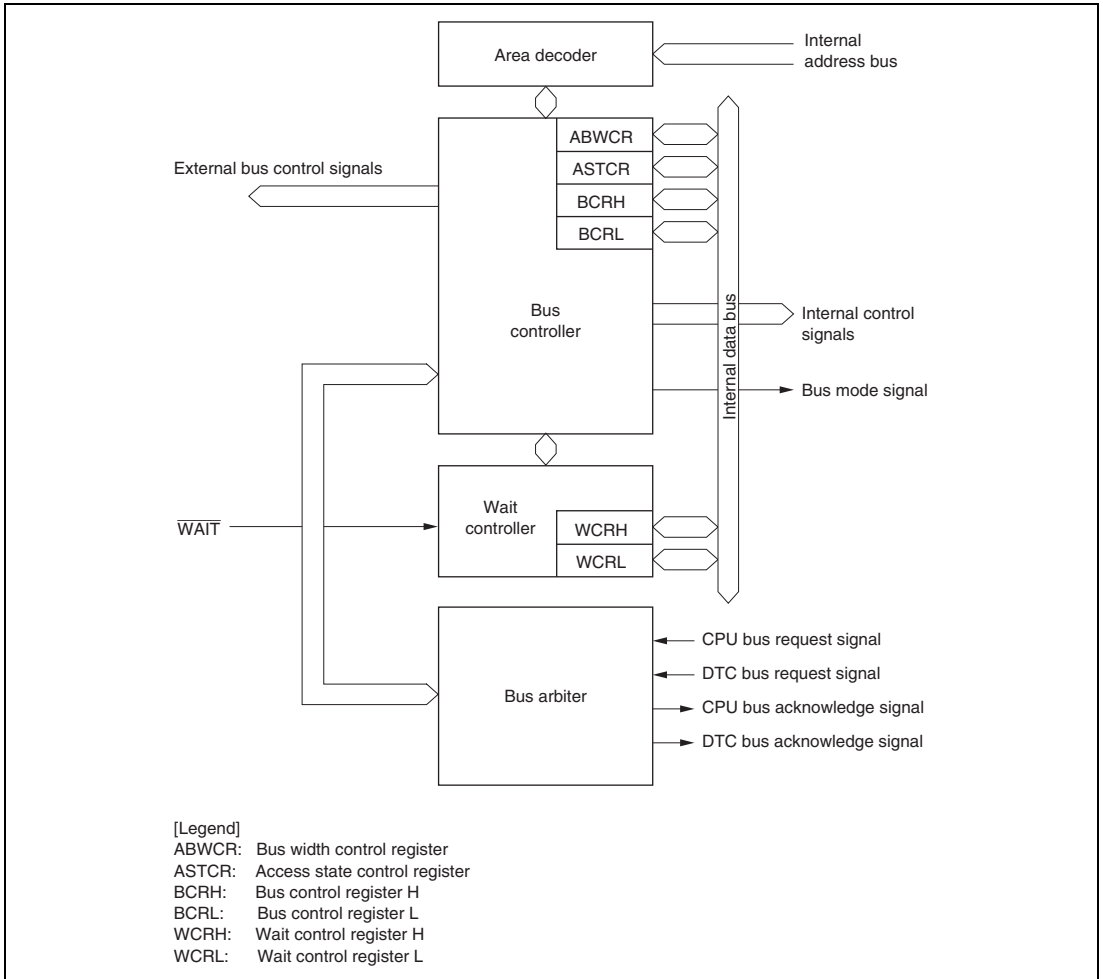 Area decoder
Internal
address bus
ABWCR
ASTCR
BCRH
BCRL
External bus control signals
Bus
controller
Internal data bus
Internal control
signals
Bus mode signal
Wait
controller
WCRH
WCRL
WAIT
Bus arbiter
CPU bus request signal
DTC bus request signal
CPU bus acknowledge signal
DTC bus acknowledge signal
[Legend]
ABWCR: Bus width control register
ASTCR: Access state control register
BCRH: Bus control register H
BCRL: Bus control register L
WCRH: Wait control register H
WCRL: Wait control register L